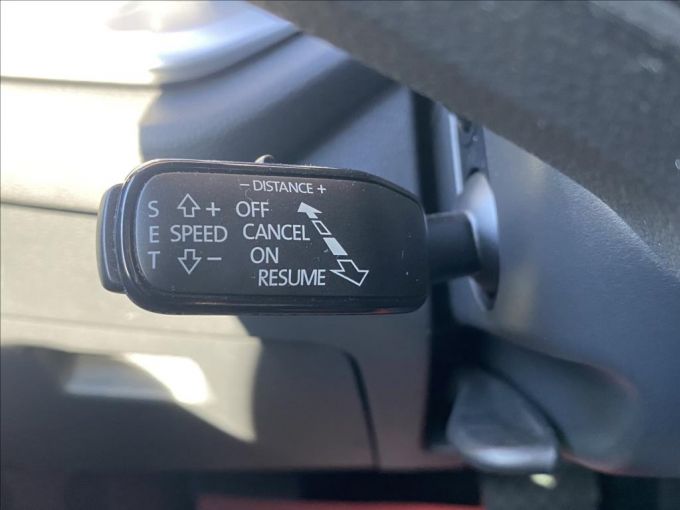 − DISTANCE +
S
E
T
+ OFF
SPEED CANCEL
− ON
RESUME